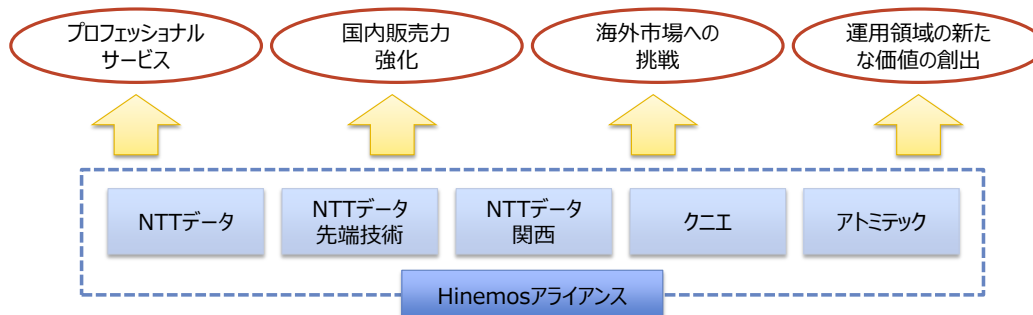 プロフェッショナル
サービス
国内販売力
強化
海外市場への
挑戦
運用領域の新た
な価値の創出
NTTデータ
NTTデータ
先端技術
NTTデータ
関西
クニエ
アトミテック
Hinemosアライアンス